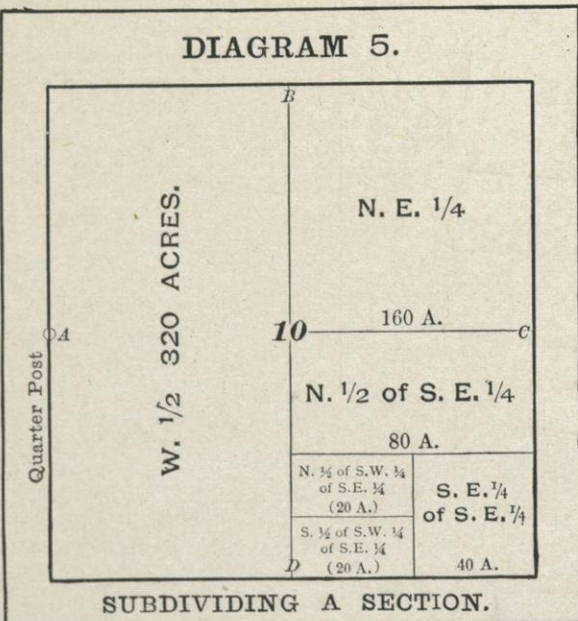 DIAGRAM 5.
B
N. E. 1/4
W. 1/2 320 ACRES.
160 A.
A
10
C
Quarter Post
N. 1/2 of S. E. 1/4
80 A.
N. ½ of S.W. ¼
of S.E. ¼
(20 A.)
S. E. 1/4
of S. E. 1/4
40 A.
S. ½ of S.W. ¼
of S.E. ¼
(20 A.)
D
SUBDIVIDING A SECTION.